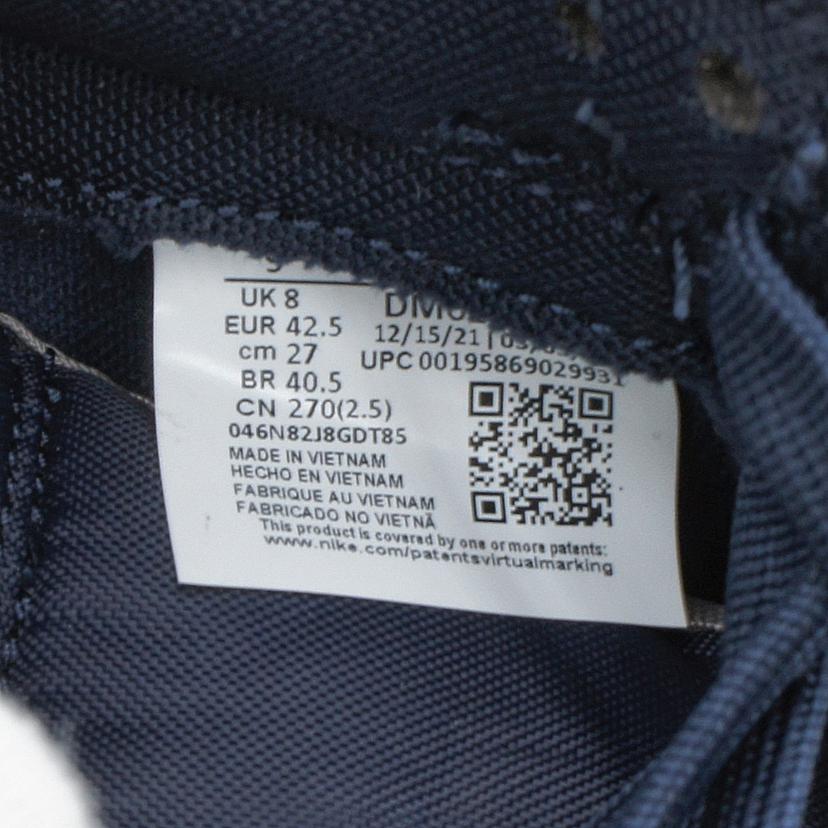 UK 8
EUR 42.5
cm 27
BR 40.5
CN 270(2.5)
12/15/21 |
UPC 00195869029931
046N82J8GDT85
MADE IN VIETNAM
HECHO EN VIETNAM
FABRIQUE AU VIETNAM
FABRICADO NO VIETNÃ
This product is covered by one or more patents:
www.nike.com/patentsvirtualmarking